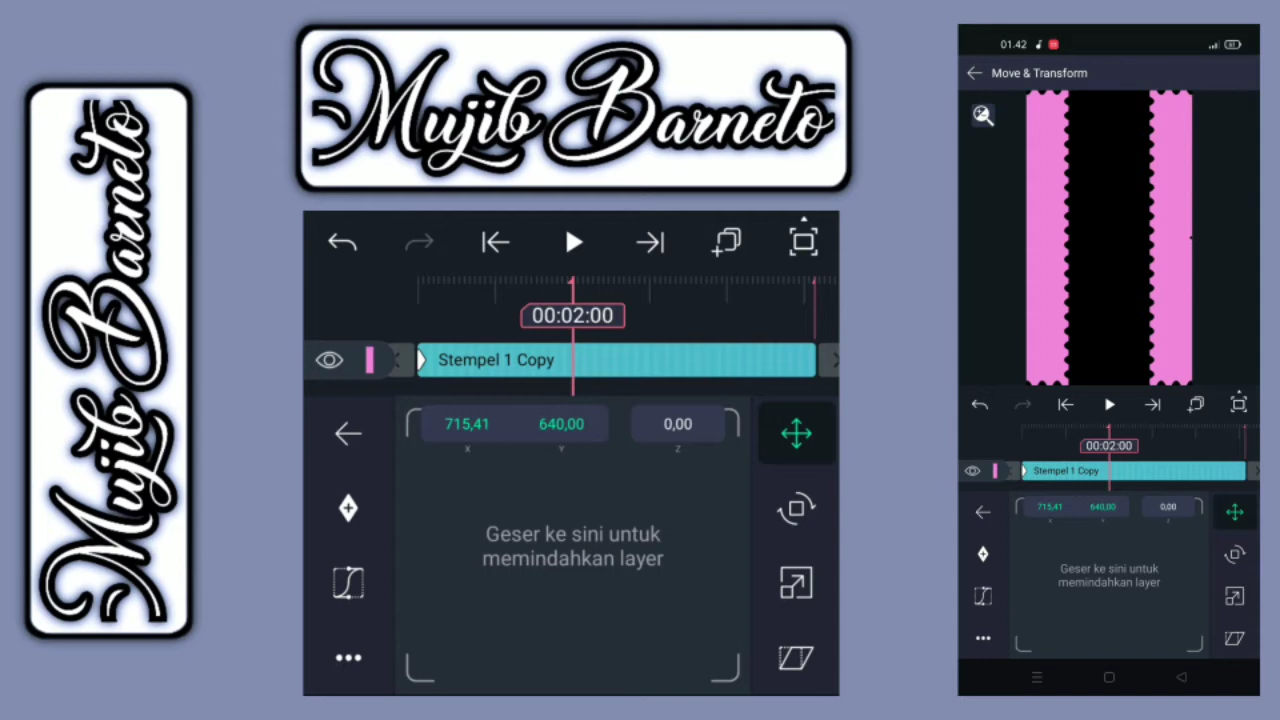 Mujib Barneto
Mujib Barneto
00:02:00
Stempel 1 Copy
715,41 640,00 0,00
X Y Z
Geser ke sini untuk
memindahkan layer
01.42
Move & Transform
00:02:00
Stempel 1 Copy
715,41 640,00 0,00
X Y Z
Geser ke sini untuk
memindahkan layer